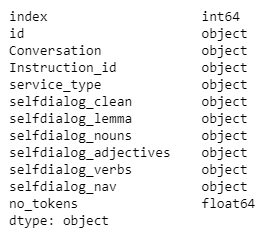 index int64
id object
Conversation object
Instruction_id object
service_type object
selfdialog_clean object
selfdialog_lemma object
selfdialog_nouns object
selfdialog_adjectives object
selfdialog_verbs object
selfdialog_nav object
no_tokens float64
dtype: object